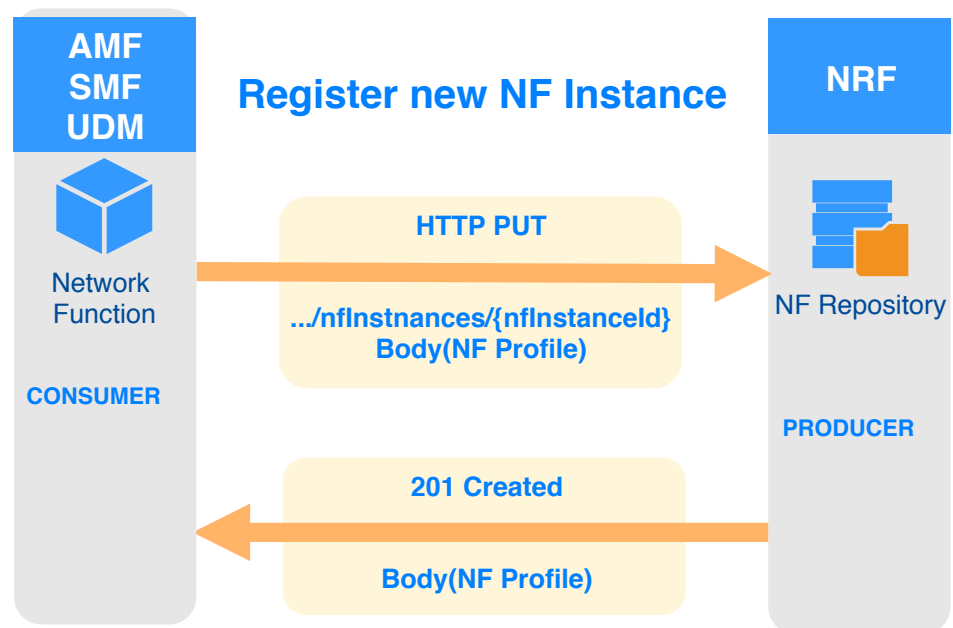 AMF
SMF
UDM
Register new NF Instance
NRF
HTTP PUT
Network
Function
.../nfInstnances/{nfInstanceId}
Body(NF Profile)
NF Repository
CONSUMER
PRODUCER
201 Created
Body(NF Profile)